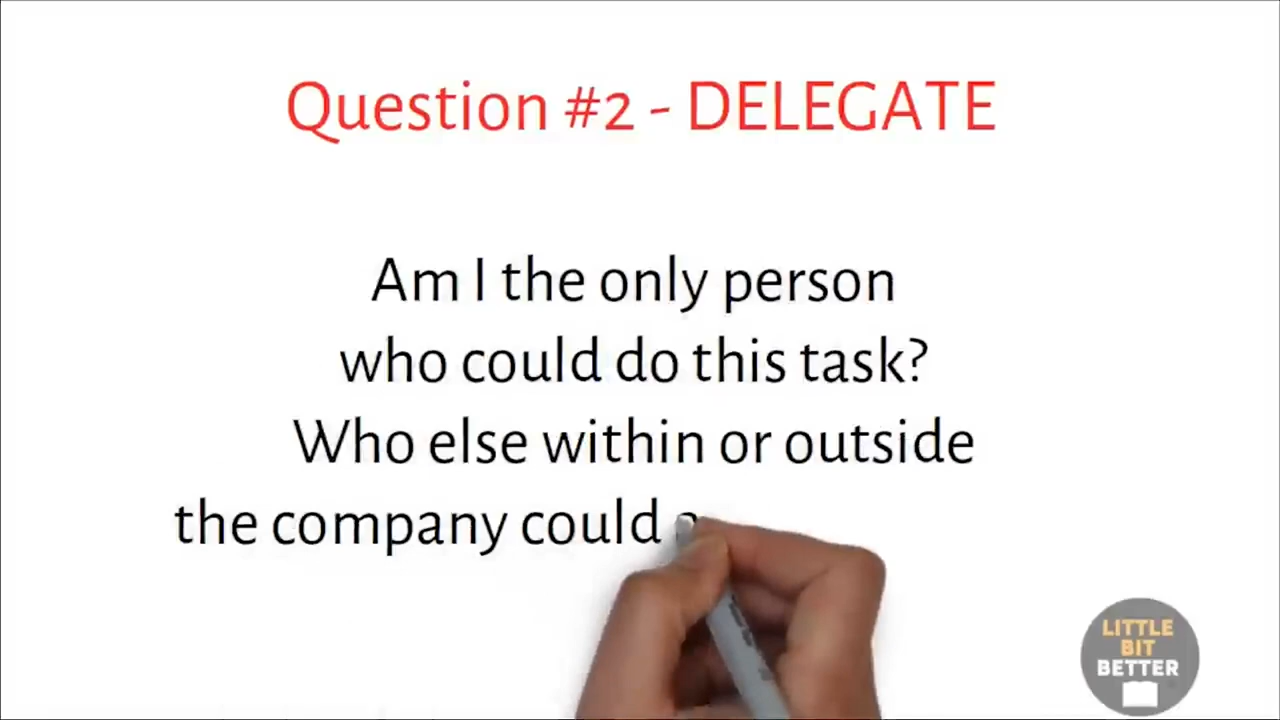 Question #2 - DELEGATE
Am I the only person
who could do this task?
Who else within or outside
the company could
LITTLE
BIT
BETTER